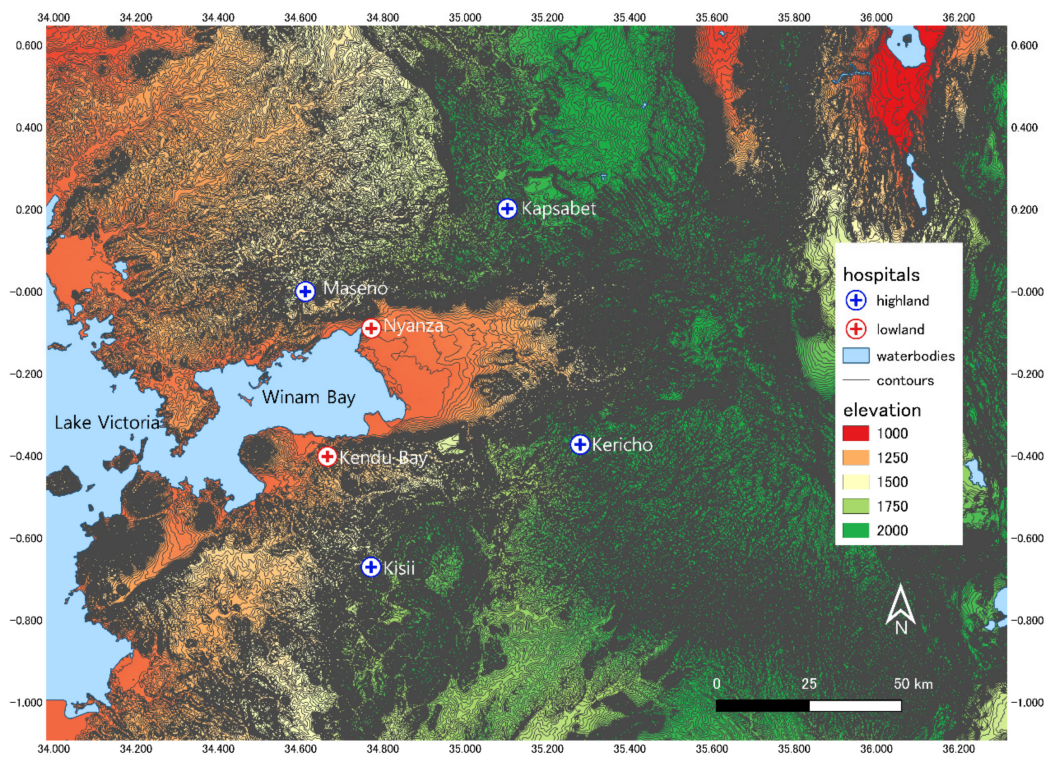 34.000 34.200 34.400 34.600 34.800 35.000 35.200 35.400 35.600 35.800 36.000 36.200
0.600 0.600
0.400 0.400
0.200 Kapsabet 0.200
-0.000 Maseno -0.000
Nyanza
-0.200 -0.200
Winam Bay
Lake Victoria
Kericho
-0.400 Kendu Bay -0.400
-0.600 -0.600
Kisii
-0.800 -0.800
-1.000 -1.000
hospitals
highland
lowland
waterbodies
contours
elevation
1000
1250
1500
1750
2000
N
0 25 50 km
34.000 34.200 34.400 34.600 34.800 35.000 35.200 35.400 35.600 35.800 36.000 36.200